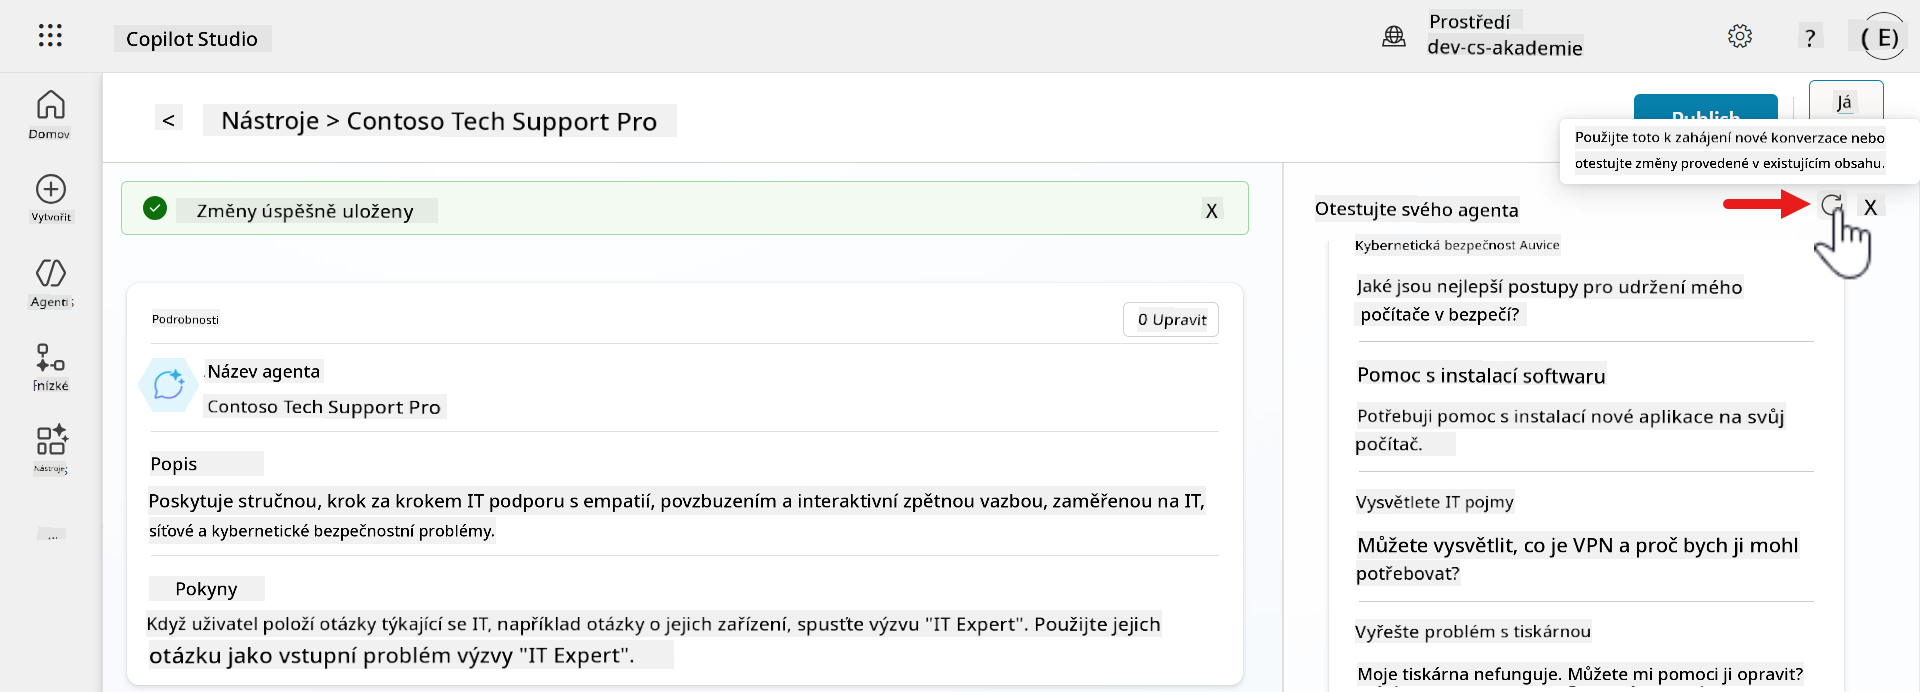 Copilot Studio
Prostředí
dev-cs-akademie
?
( E)
Domov
Vytvořit
Agenti ;
Fnízké
Nástroje;
...
< Nástroje > Contoso Tech Support Pro
Publish
Já
Použijte toto k zahájení nové konverzace nebo
otestujte změny provedené v existujícím obsahu.
Změny úspěšně uloženy
X
Podrobnosti
0 Upravit
Název agenta
Contoso Tech Support Pro
Popis
Poskytuje stručnou, krok za krokem IT podporu s empatií, povzbuzením a interaktivní zpětnou vazbou, zaměřenou na IT,
síťové a kybernetické bezpečnostní problémy.
Pokyny
Když uživatel položí otázky týkající se IT, například otázky o jejich zařízení, spusťte výzvu "IT Expert". Použijte jejich
otázku jako vstupní problém výzvy "IT Expert".
Otestujte svého agenta
X
Kybernetická bezpečnost Auvice
Jaké jsou nejlepší postupy pro udržení mého
počítače v bezpečí?
Pomoc s instalací softwaru
Potřebuji pomoc s instalací nové aplikace na svůj
počítač.
Vysvětlete IT pojmy
Můžete vysvětlit, co je VPN a proč bych ji mohl
potřebovat?
Vyřešte problém s tiskárnou
Moje tiskárna nefunguje. Můžete mi pomoci ji opravit?